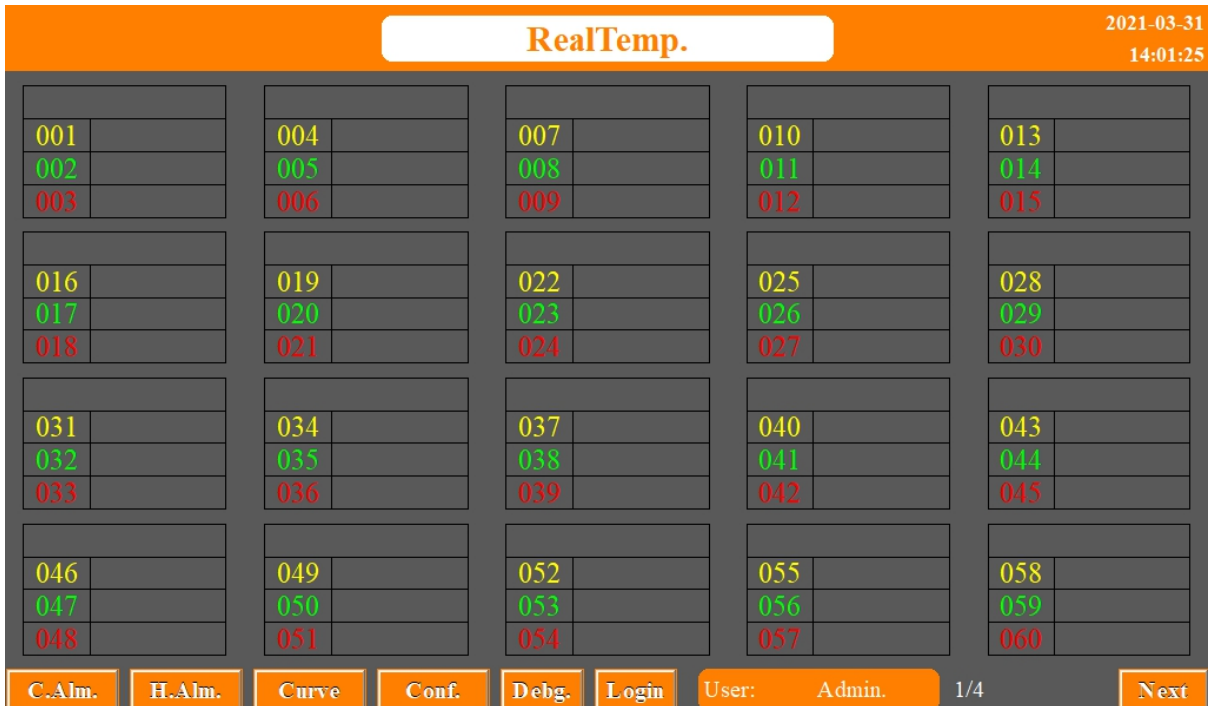 RealTemp.
2021-03-31
14:01:25
001 004 007 010 013
002 005 008 011 014
003 006 009 012 015
016 019 022 025 028
017 020 023 026 029
018 021 024 027 030
031 034 037 040 043
032 035 038 041 044
033 036 039 042 045
046 049 052 055 058
047 050 053 056 059
048 051 054 057 060
C.Alm. H.Alm. Curve Conf. Debg. Login User: Admin. 1/4 Next